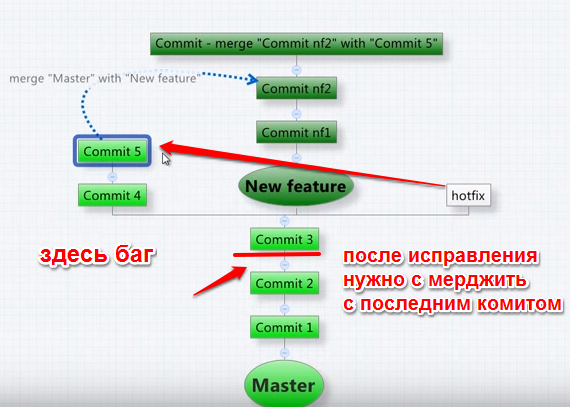 Commit - merge "Commit nf2" with "Commit 5"
merge "Master" with "New feature"
Commit nf2
Commit nf1
Commit 5
Commit 4
New feature
hotfix
Commit 3
здесь баг
после исправления
нужно с мерджить
с последним комитом
Commit 2
Commit 1
Master